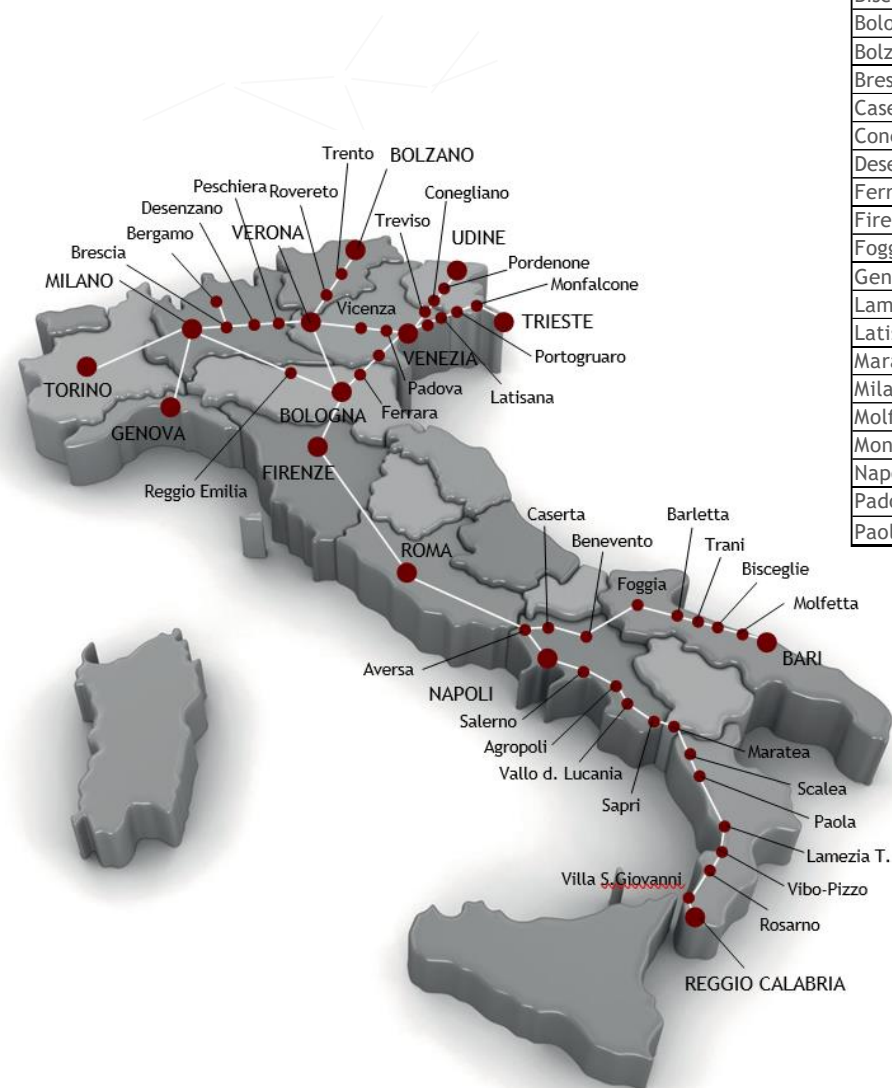 Trento
BOLZANO
Peschiera
Rovereto
Conegliano
Desenzano
Treviso
Bergamo
VERONA
UDINE
Brescia
Pordenone
MILANO
Monfalcone
Vicenza
TRIESTE
VENEZIA
Portogruaro
TORINO
Padova
Latisana
BOLOGNA
Ferrara
GENOVA
FIRENZE
Reggio Emilia
Caserta
Barletta
Benevento
Trani
ROMA
Bisceglie
Foggia
Molfetta
Aversa
BARI
NAPOLI
Salerno
Agropoli
Maratea
Vallo d. Lucania
Scalea
Sapri
Paola
Lamezia T.
Villa S.Giovanni
Vibo-Pizzo
Rosarno
REGGIO CALABRIA
Bolo
Bolz
Bres
Case
Cone
Dese
Ferr
Fire
Fogg
Gen
Lam
Lati
Mara
Mila
Molf
Mon
Napo
Pado
Paol